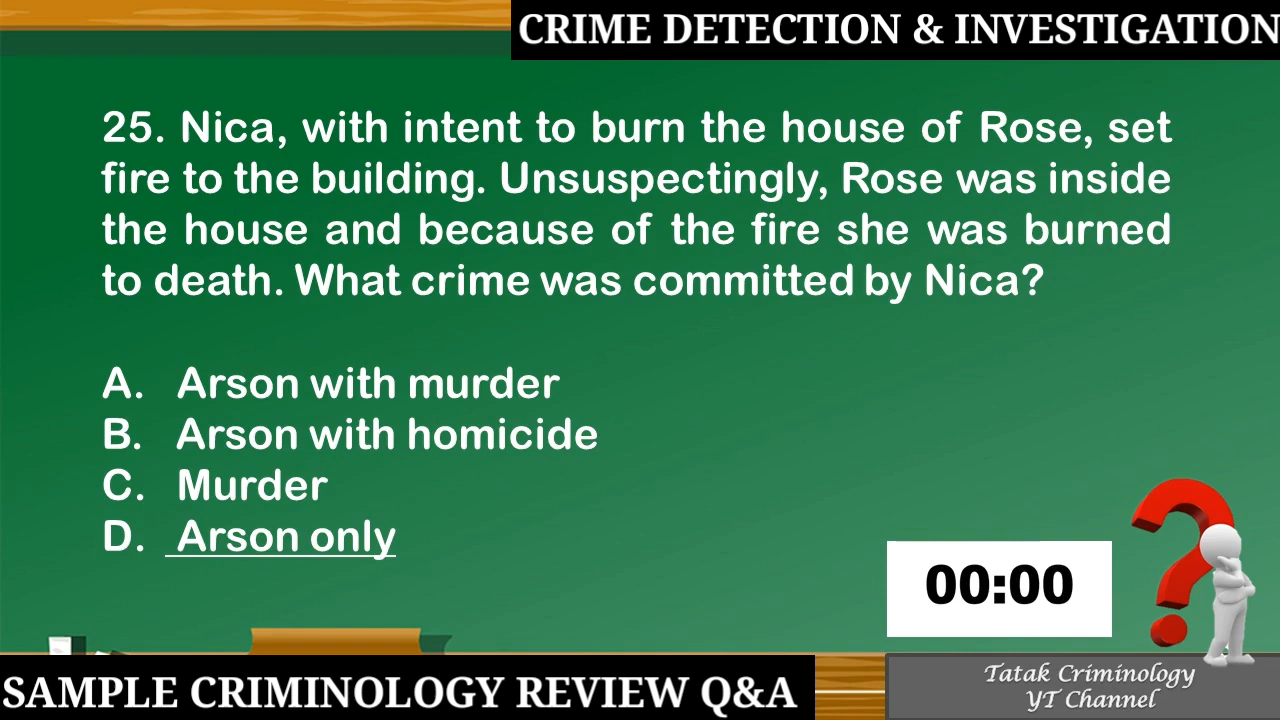 CRIME DETECTION & INVESTIGATION
25. Nica, with intent to burn the house of Rose, set
fire to the building. Unsuspectingly, Rose was inside
the house and because of the fire she was burned
to death. What crime was committed by Nica?
A. Arson with murder
B. Arson with homicide
C. Murder
D. Arson only
00:00
SAMPLE CRIMINOLOGY REVIEW Q&A
Tatak Criminology
YT Channel